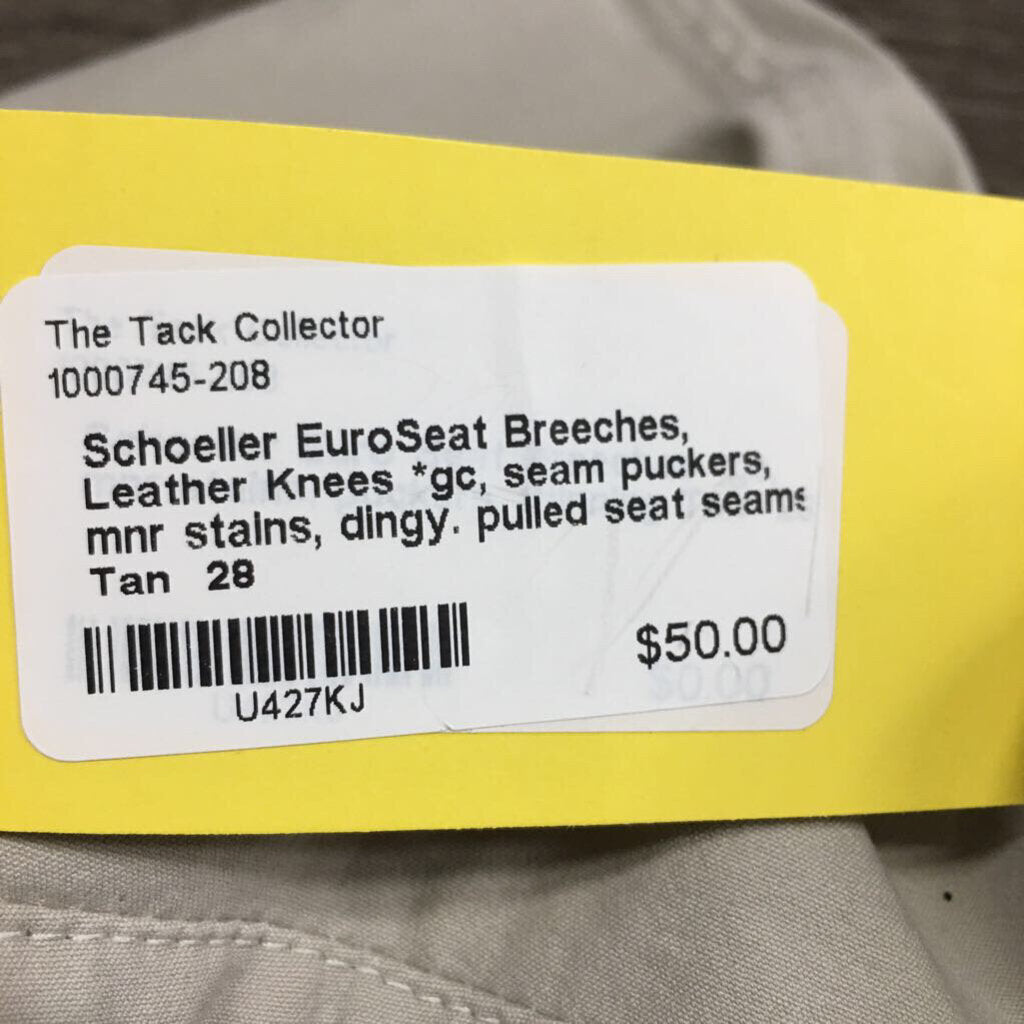 The Tack Collector
1000745-208
Schoeller EuroSeat Breeches,
Leather Knees *gc, seam puckers,
mnr stains, dingy. pulled seat seams
Tan 28
$50.00
U427KJ